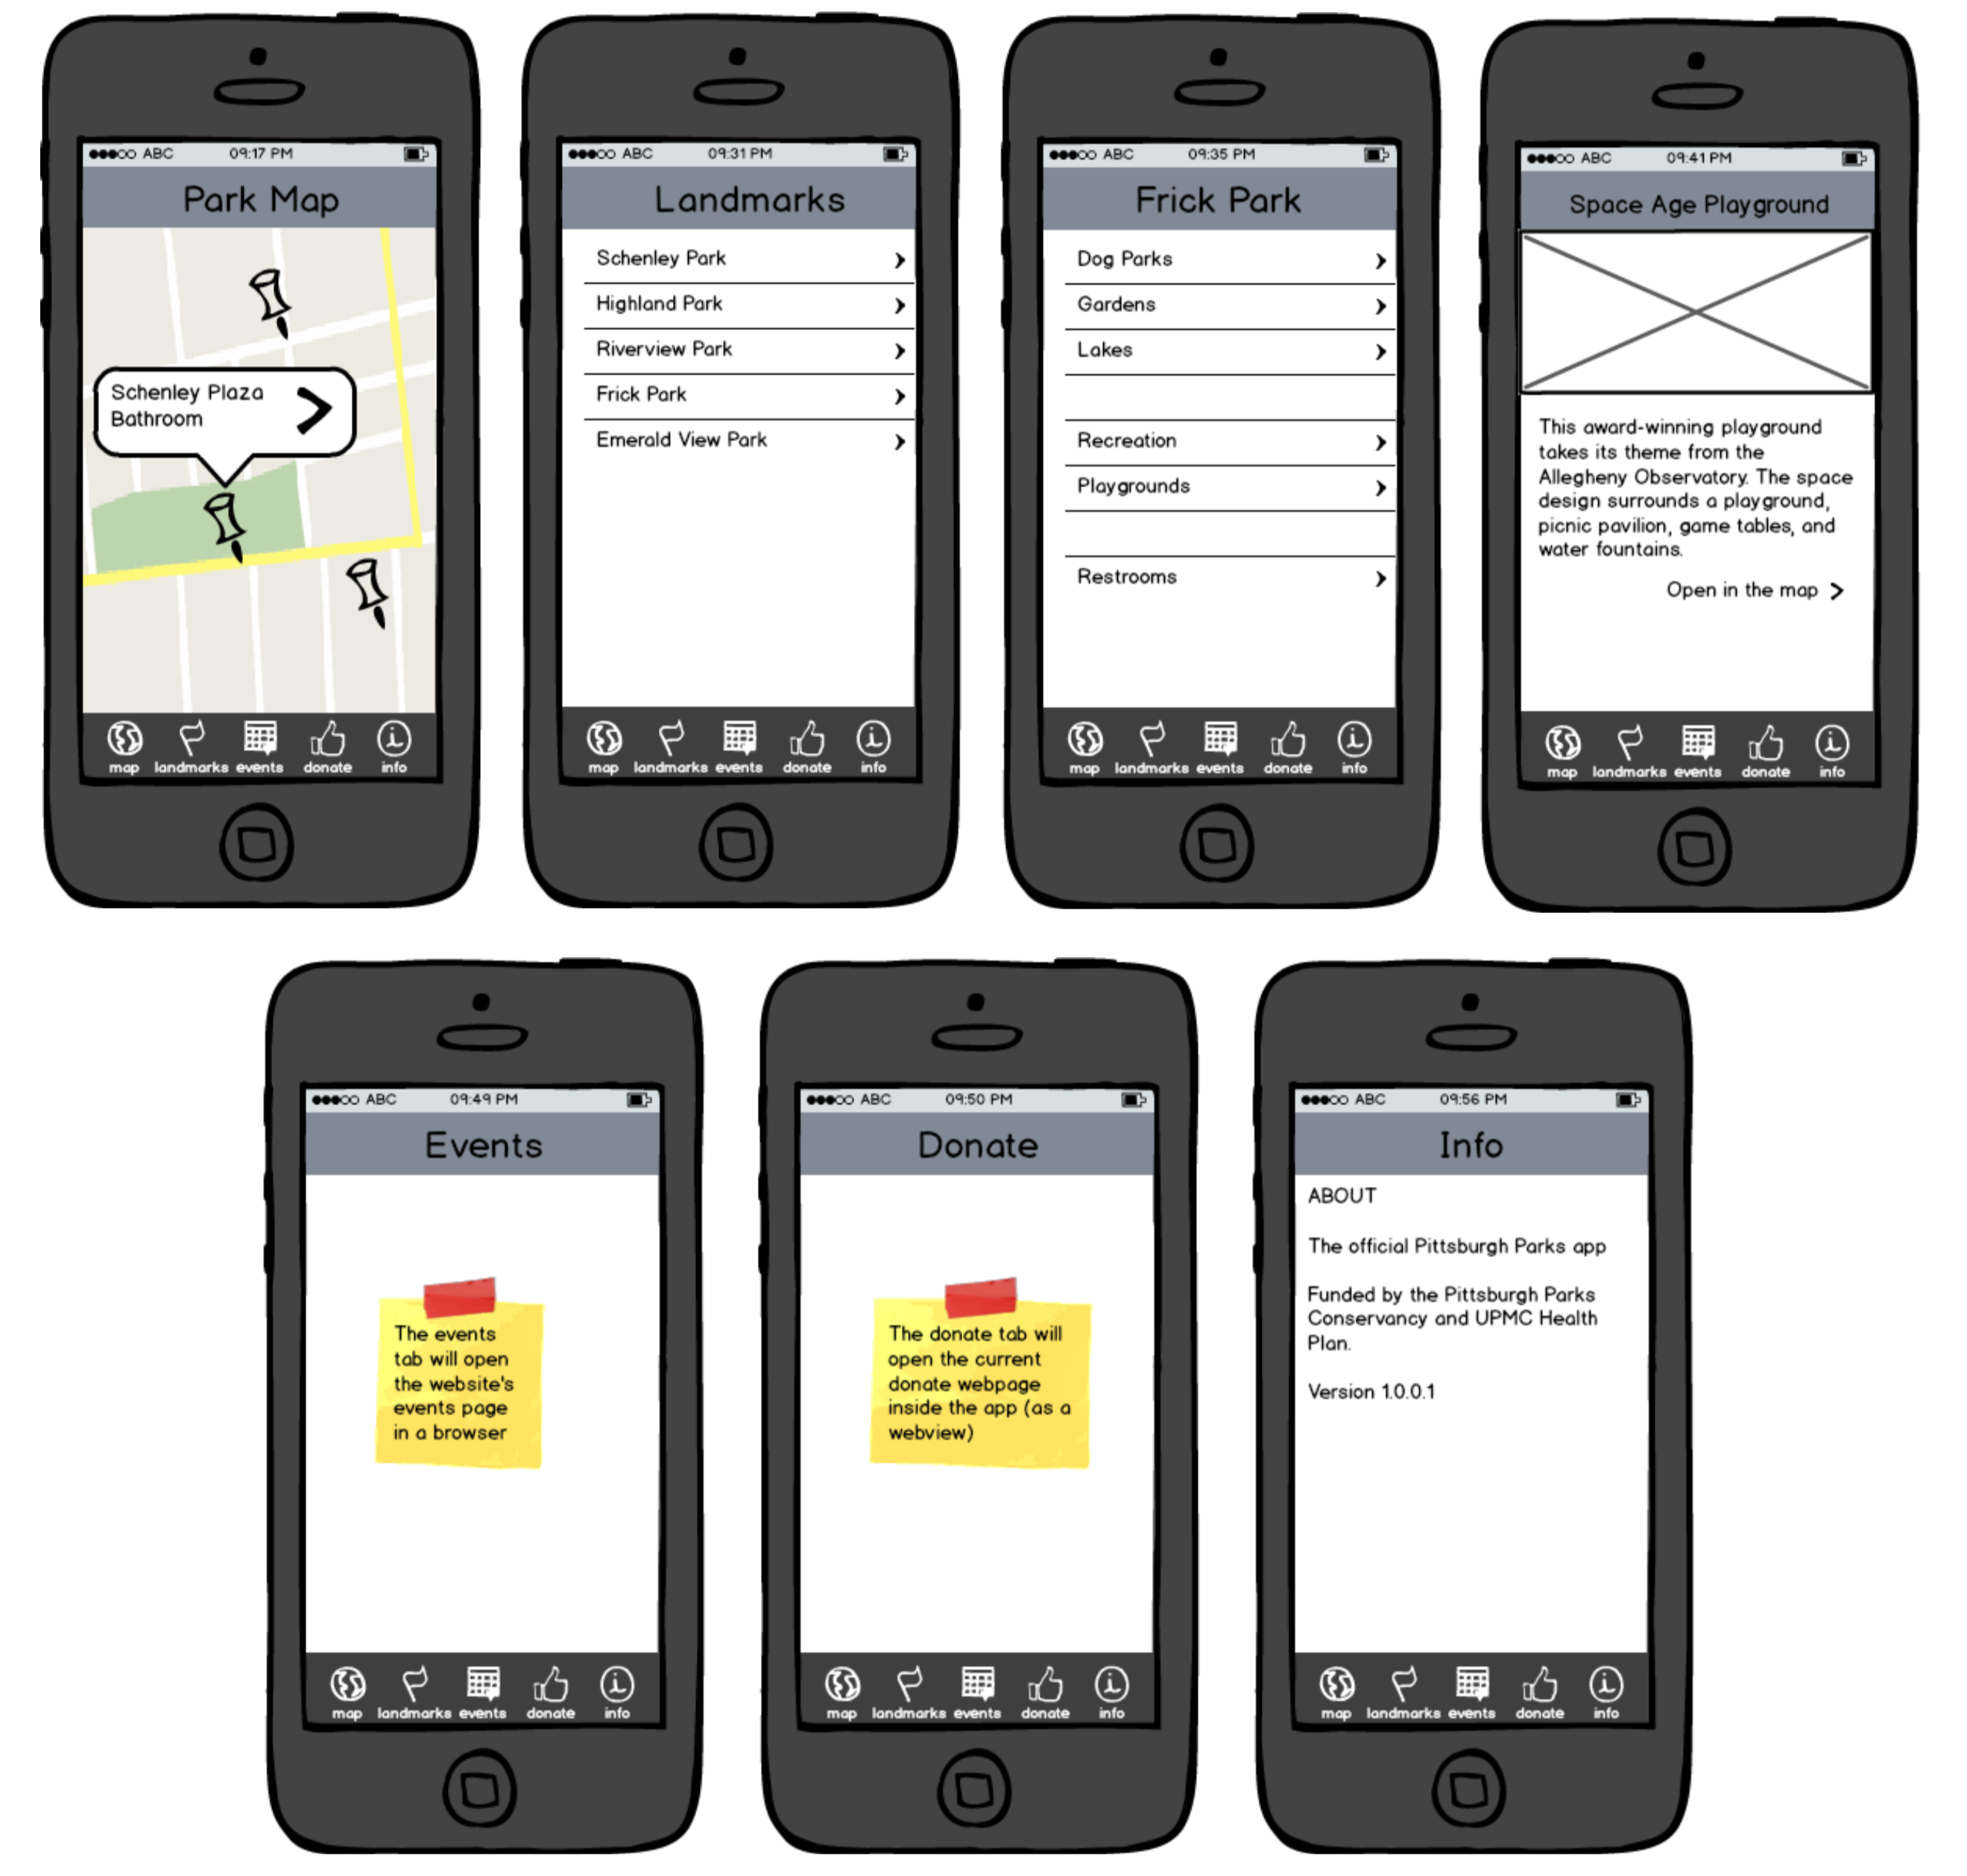 ABC 09:17 PM
Park Map
Schenley Plaza
Bathroom
map landmarks events donate info
ABC 09:31 PM
Landmarks
Schenley Park
Highland Park
Riverview Park
Frick Park
Emerald View Park
map landmarks events donate info
ABC 09:35 PM
Frick Park
Dog Parks
Gardens
Lakes
Recreation
Playgrounds
Restrooms
map landmarks events donate info
ABC 09:41 PM
Space Age Playground
This award-winning playground
takes its theme from the
Allegheny Observatory. The space
design surrounds a playground,
picnic pavilion, game tables, and
water fountains.
Open in the map
map landmarks events donate info
ABC 09:49 PM
Events
The events
tab will open
the website's
events page
in a browser
map landmarks events donate info
ABC 09:50 PM
Donate
The donate tab will
open the current
donate webpage
inside the app (as a
webview)
map landmarks events donate info
ABC 09:56 PM
Info
ABOUT
The official Pittsburgh Parks app
Funded by the Pittsburgh Parks
Conservancy and UPMC Health
Plan.
Version 1.0.0.1
map landmarks events donate info